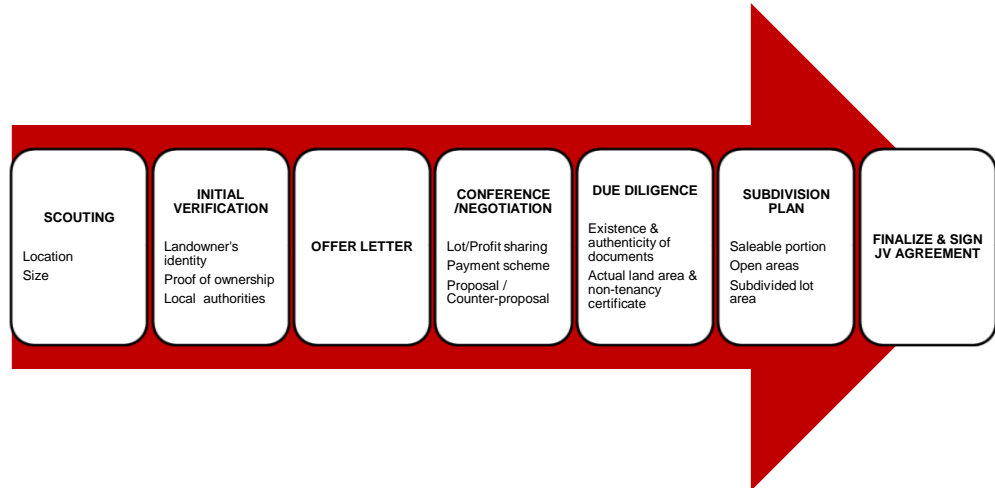 SCOUTING
Location
Size
INITIAL
VERIFICATION
Landowner's
identity
Proof of ownership
Local authorities
OFFER LETTER
CONFERENCE
/NEGOTIATION
Lot/Profit sharing
Payment scheme
Proposal /
Counter-proposal
DUE DILIGENCE
Existence &
authenticity of
documents
Actual land area &
non-tenancy
certificate
SUBDIVISION
PLAN
Saleable portion
Open areas
Subdivided lot
area
FINALIZE & SIGN
JV AGREEMENT